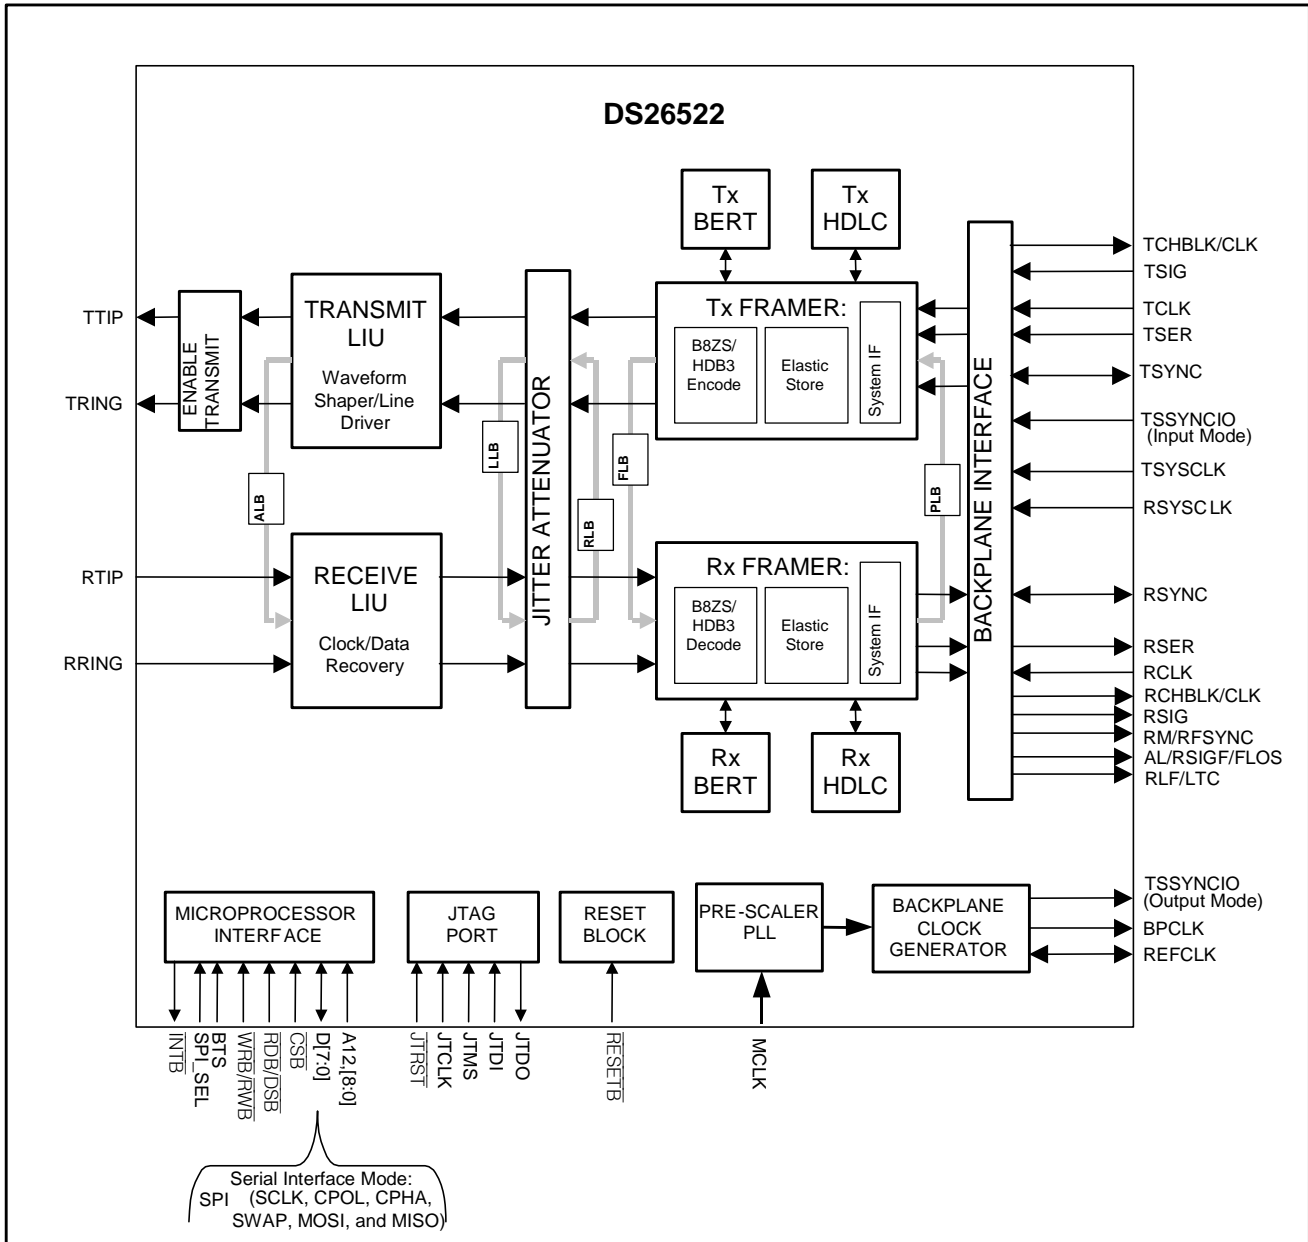 DS26522
Tx
BERT
Tx
HDLC
TTIP
TRING
ENABLE
TRANSMIT
TRANSMIT
LIU
Waveform
Shaper/Line
Driver
ALB
LLB
JITTER ATTENUATOR
RLB
FLB
Tx FRAMER:
B8ZS/
HDB3
Encode
Elastic
Store
System IF
PLB
BACKPLANE INTERFACE
TCHBLK/CLK
TSIG
TCLK
TSER
TSYNC
TSSYNCIO
(Input Mode)
TSYSCLK
RSYSCLK
RTIP
RRING
RECEIVE
LIU
Clock/Data
Recovery
Rx FRAMER:
B8ZS/
HDB3
Decode
Elastic
Store
System IF
Rx
BERT
Rx
HDLC
RSYNC
RSER
RCLK
RCHBLK/CLK
RSIG
RM/RFSYNC
AL/RSIGF/FLOS
RLF/LTC
MICROPROCESSOR
INTERFACE
JTAG
PORT
RESET
BLOCK
PRE-SCALER
PLL
BACKPLANE
CLOCK
GENERATOR
TSSYNCIO
(Output Mode)
BPCLK
REFCLK
INTB
SPI_SEL
BTS
WRB/RWB
RDB/DSB
CSB
D[7:0]
A12,[8:0]
JTRST
JTCLK
JTMS
JTDI
JTDO
RESETB
MCLK
Serial Interface Mode:
SPI (SCLK, CPOL, CPHA,
SWAP, MOSI, and MISO)